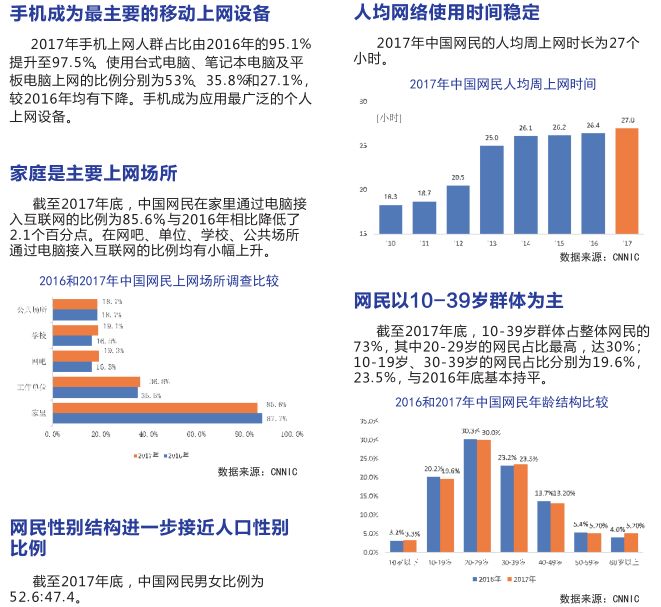 手机成为最主要的移动上网设备
2017年手机上网人群占比由2016年的95.1%
提升至97.5%。使用台式电脑、笔记本电脑及平
板电脑上网的比例分别为53%、35.8%和27.1%,
较2016年均有下降。手机成为应用最广泛的个人
上网设备。
家庭是主要上网场所
截至2017年底，中国网民在家里通过电脑接
入互联网的比例为85.6%与2016年相比降低了
2.1个百分点。在网吧、单位、学校、公共场所
通过电脑接入互联网的比例均有小幅上升。
2016和2017年中国网民上网场所调查比较
公共场所
学校
19.1%
网吧
工作单位
36.8%
家里
85.6%
87.7%
0.0% 20.0% 40.0% 60.0% 80.0% 100.0%
2017年 2016年
数据来源：CNNIC
网民性别结构进一步接近人口性别
比例
截至2017年底，中国网民男女比例为
52.6:47.4。
人均网络使用时间稳定
2017年中国网民的人均周上网时长为27个
小时。
2017年中国网民人均周上网时间
[小时]
30
25
20
15
18.3 18.7 20.5 25.0 26.1 26.2 26.4 27.0
'10 '11 '12 '13 '14 '15 '16 '17
数据来源：CNNIC
网民以10-39岁群体为主
截至2017年底，10-39岁群体占整体网民的
73%，其中20-29岁的网民占比最高，达30%；
10-19岁、30-39岁的网民占比分别为19.6%，
23.5%，与2016年底基本持平。
2016和2017年中国网民年龄结构比较
35.0%
30.0%
25.0%
20.0%
15.0%
10.0%
5.0%
0.0%
3.2% 3.3% 20.2% 19.6% 30.3% 30.0% 23.2% 23.5% 13.7% 13.20% 5.4% 5.20% 4.0% 5.20%
10岁以下 10-19岁 20-29岁 30-39岁 40-49岁 50-59岁 60岁以上
2016年 2017年
数据来源：CNNIC